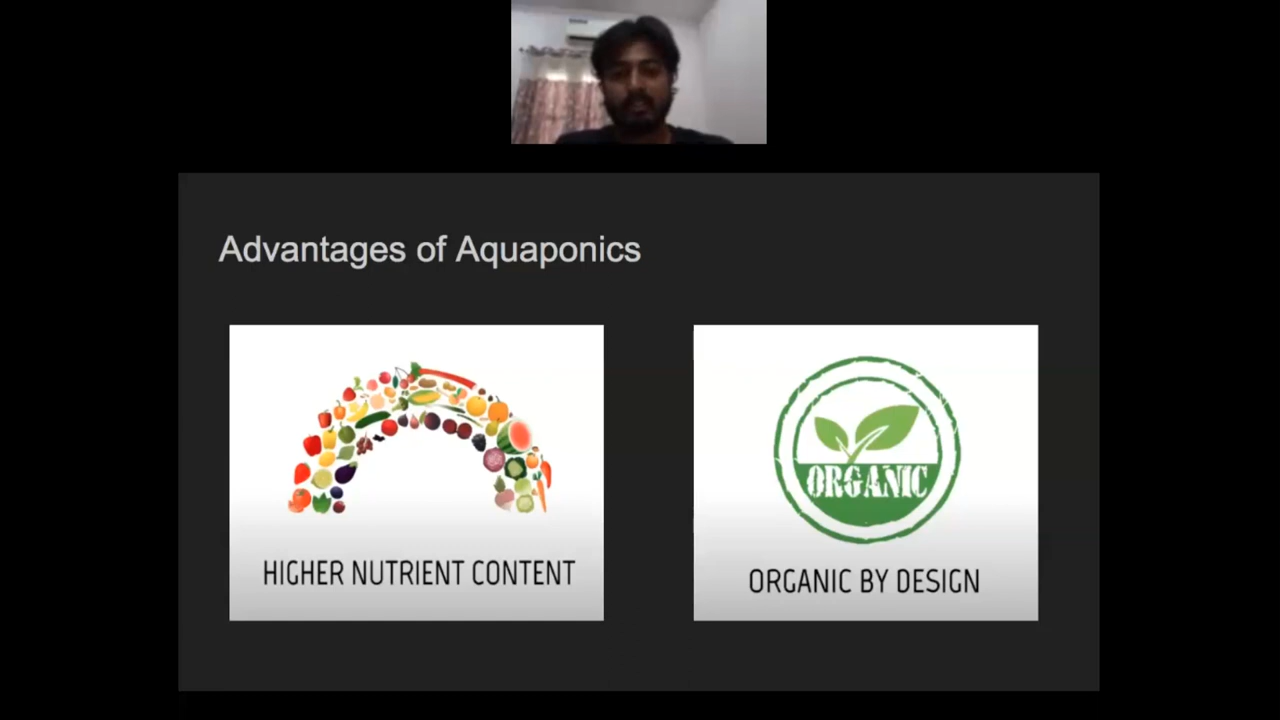 Advantages of Aquaponics
ORGANIC
HIGHER NUTRIENT CONTENT
ORGANIC BY DESIGN